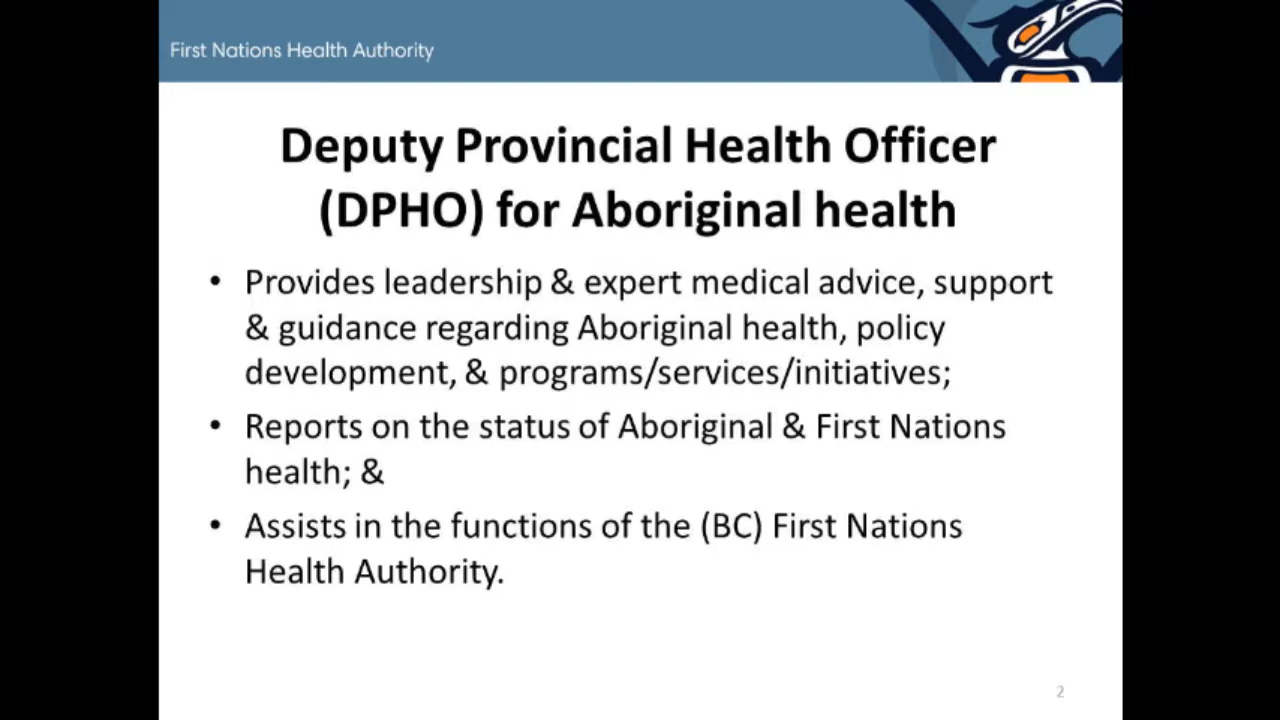 First Nations Health Authority
Deputy Provincial Health Officer
(DPHO) for Aboriginal health
• Provides leadership & expert medical advice, support
& guidance regarding Aboriginal health, policy
development, & programs/services/initiatives;
• Reports on the status of Aboriginal & First Nations
health; &
• Assists in the functions of the (BC) First Nations
Health Authority.
2